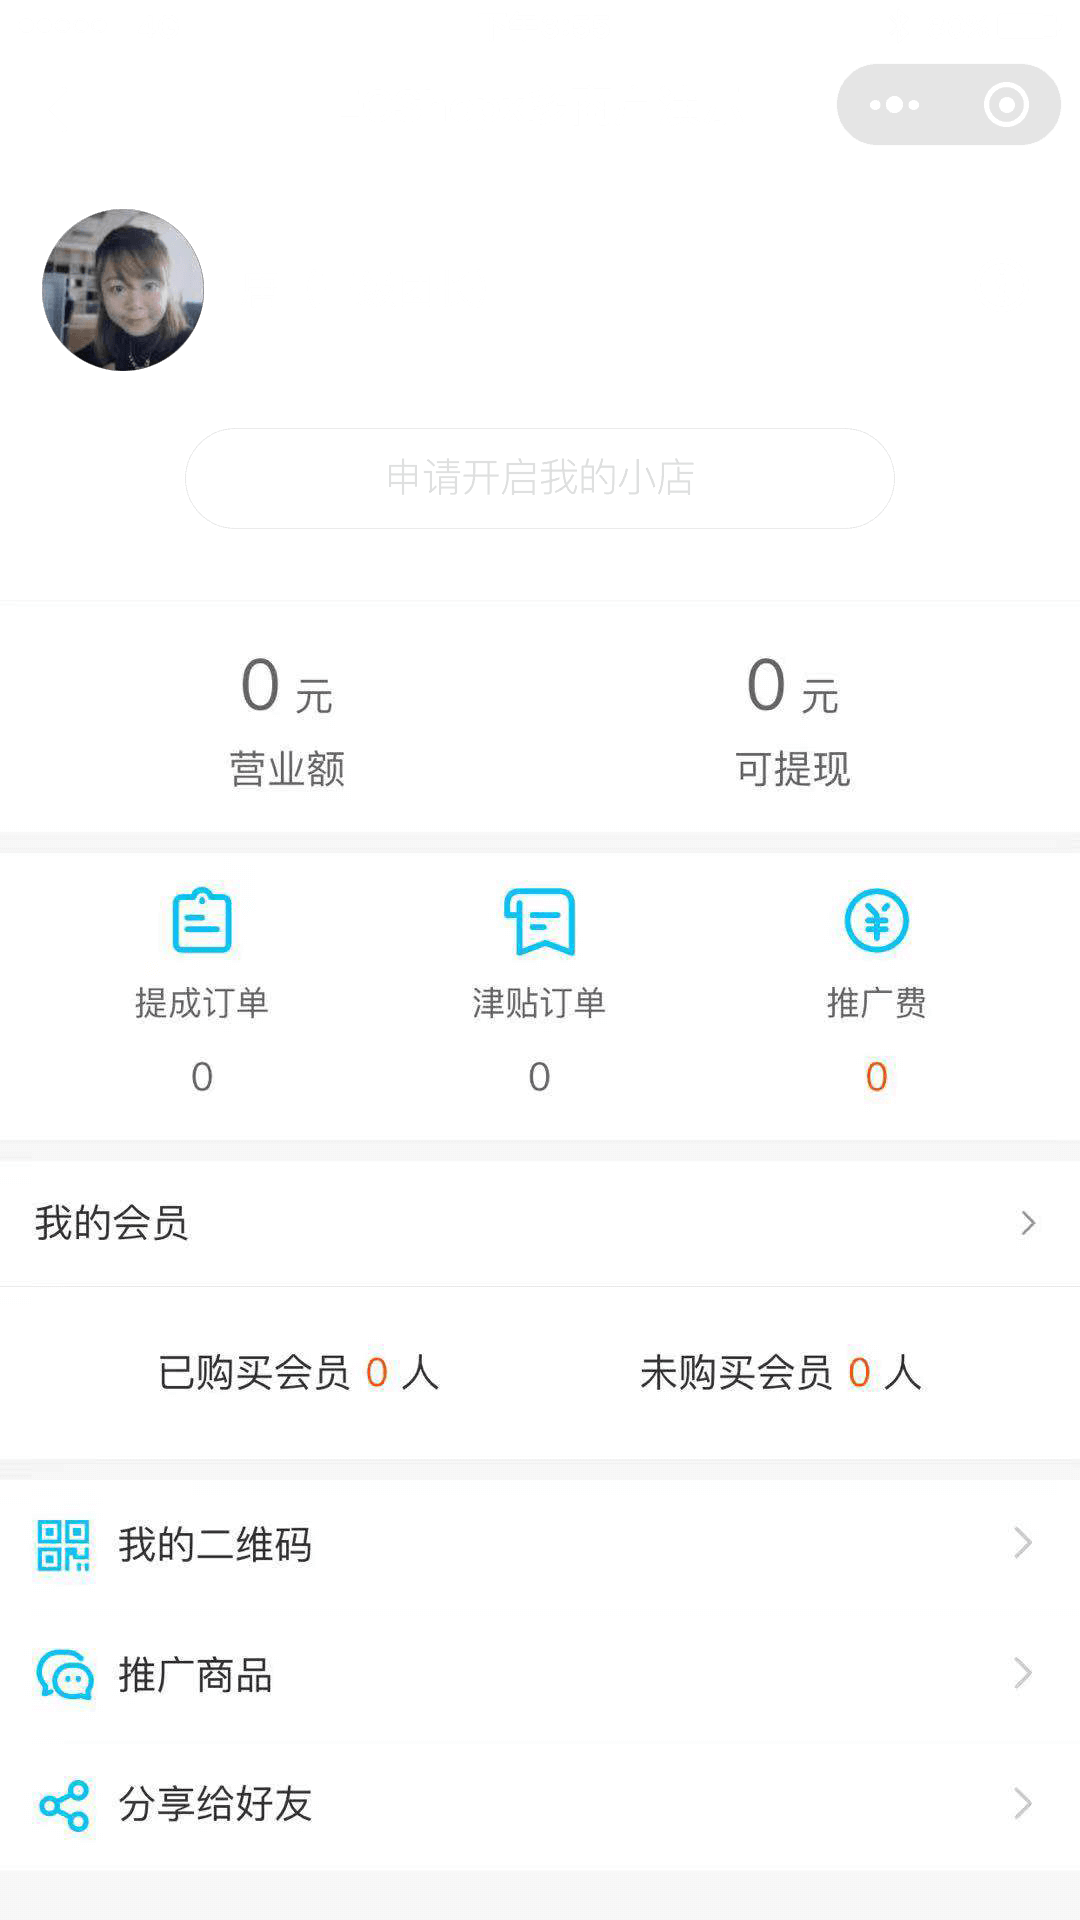 申请开启我的小店
0 元 0 元
营业额 可提现
提成订单 津贴订单 推广费
0 0 0
我的会员
已购买会员 0 人 未购买会员 0 人
我的二维码
推广商品
分享给好友